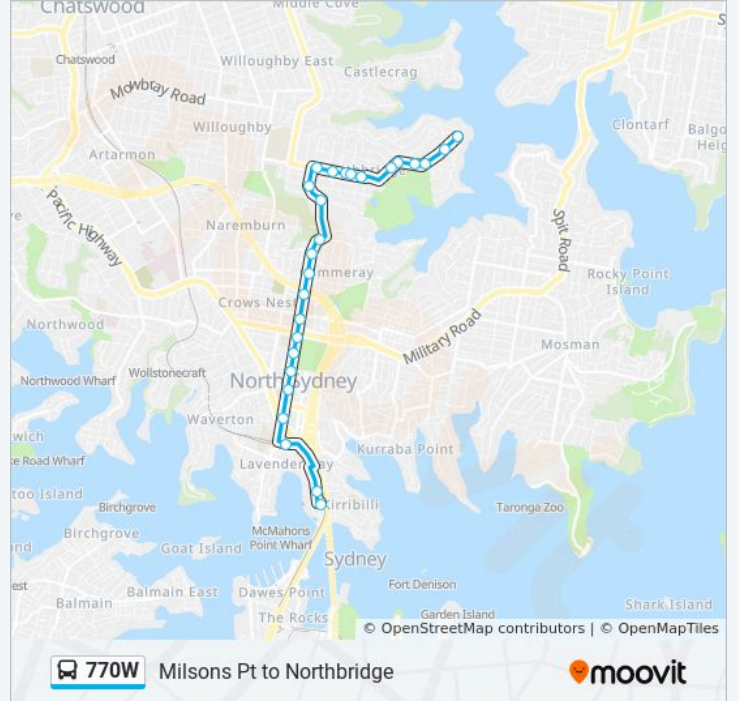 Chatswood
Middle Cove
Chatswood
Willoughby East
Castlecrag
Mowbray Road
Willoughby
Clontarf
Artarmon
Pacific Highway
Naremburn
Spit Road
Rocky Point
Island
Crows Nest
Northwood
Military Road
Mosman
Northwood Wharf
Wollstonecraft
North Sydney
Waverton
Kurraba Point
Kirribilli
Birchgrove
Taronga Zoo
McMahons
Point Wharf
Birchgrove
Goat Island
Sydney
Fort Denison
Balmain East
Dawes Point
Balmain
The Rocks
Garden Island
Shark Island
© OpenStreetMap contributors | © OpenMapTiles
770W Milsons Pt to Northbridge
moovit